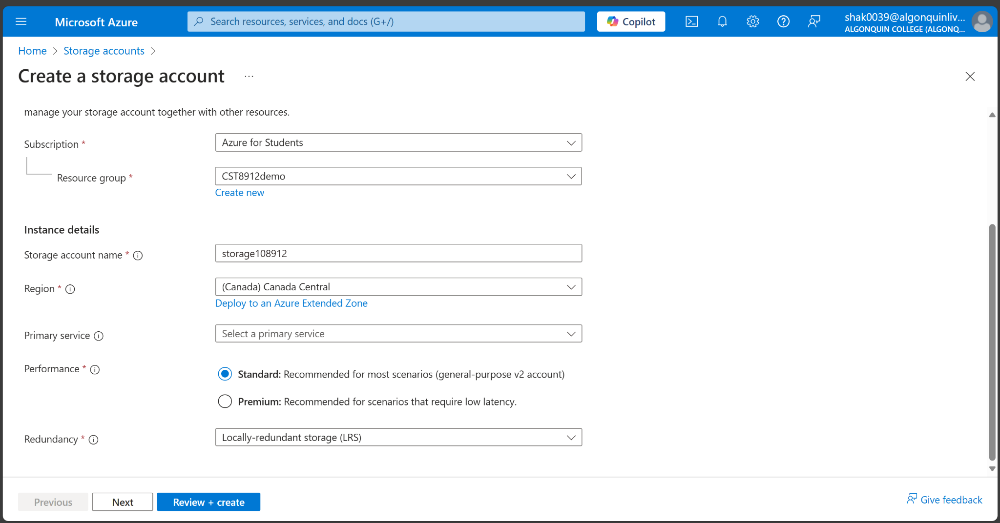 Microsoft Azure
Search resources, services, and docs (G+/)
Copilot
shak0039@algonquinliv...
ALGONQUIN COLLEGE (ALGONQ...
Home > Storage accounts >
Create a storage account ...
manage your storage account together with other resources.
Subscription *
Azure for Students
Resource group *
CST8912demo
Create new
Instance details
Storage account name *
storage108912
Region *
(Canada) Canada Central
Deploy to an Azure Extended Zone
Primary service
Select a primary service
Performance *
Standard: Recommended for most scenarios (general-purpose v2 account)
Premium: Recommended for scenarios that require low latency.
Redundancy *
Locally-redundant storage (LRS)
Previous
Next
Review + create
Give feedback